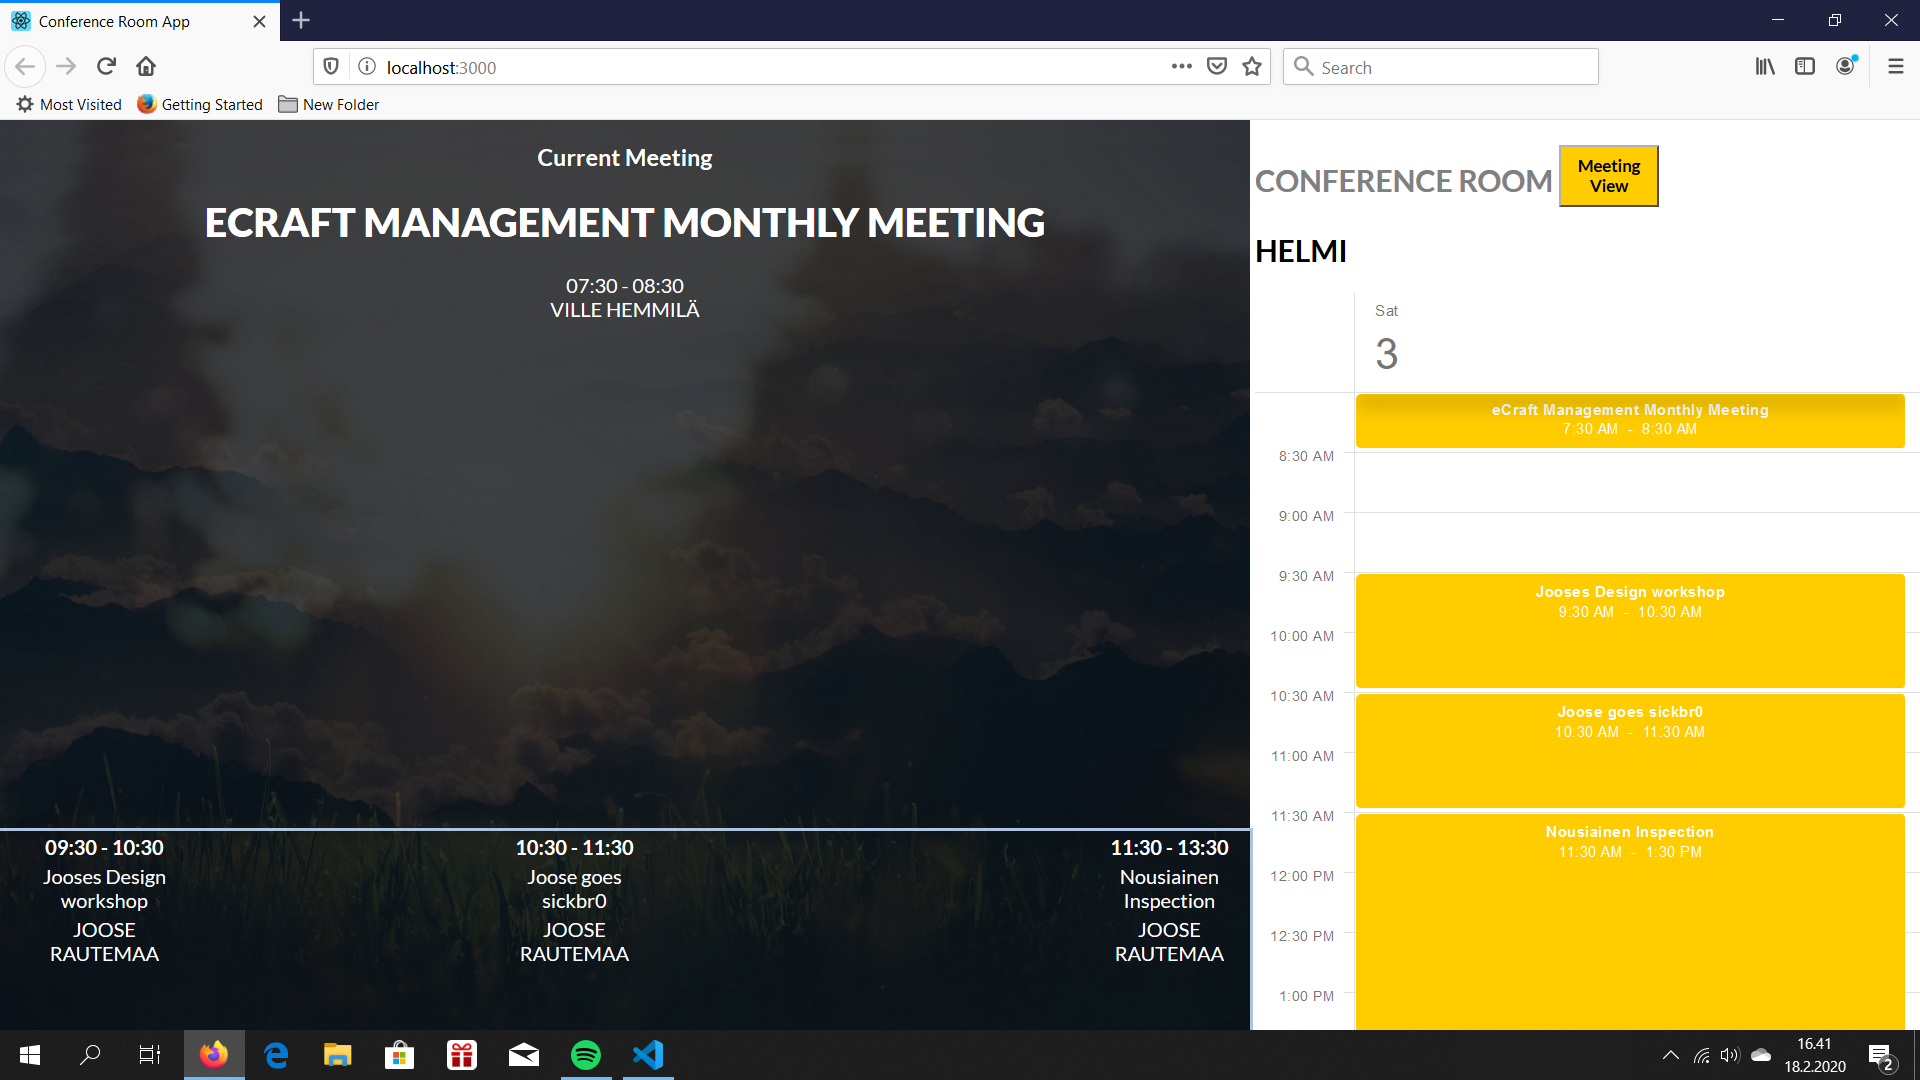 Conference Room App
localhost:3000
Search
Most Visited
Getting Started
New Folder
Current Meeting
ECRAFT MANAGEMENT MONTHLY MEETING
07:30 - 08:30
VILLE HEMMILÄ
09:30 - 10:30
Jooses Design
workshop
JOOSE
RAUTEMAA
10:30 - 11:30
Joose goes
sickbr0
JOOSE
RAUTEMAA
11:30 - 13:30
Nousiainen
Inspection
JOOSE
RAUTEMAA
CONFERENCE ROOM
Meeting
View
HELMI
Sat
3
eCraft Management Monthly Meeting
7:30 AM - 8:30 AM
8:30 AM
9:00 AM
9:30 AM
Jooses Design workshop
9:30 AM - 10:30 AM
10:00 AM
10:30 AM
Joose goes sickbr0
10:30 AM - 11:30 AM
11:00 AM
11:30 AM
Nousiainen Inspection
11:30 AM - 1:30 PM
12:00 PM
12:30 PM
1:00 PM
16.41
18.2.2020
2